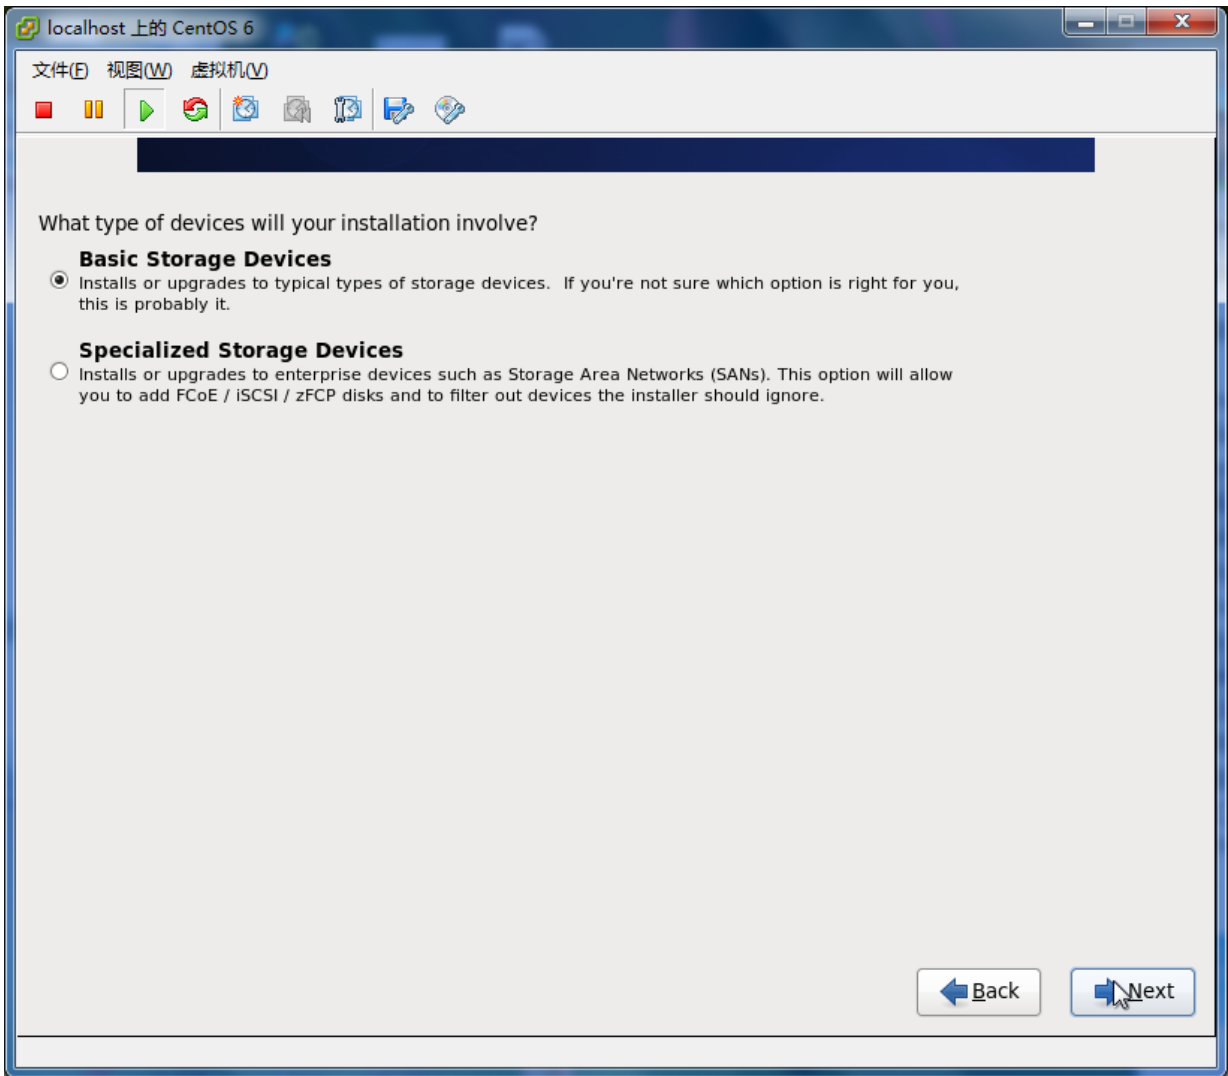 localhost 上的 CentOS 6
文件(F) 视图(W) 虚拟机(V)
What type of devices will your installation involve?
Basic Storage Devices
Installs or upgrades to typical types of storage devices. If you're not sure which option is right for you,
this is probably it.
Specialized Storage Devices
Installs or upgrades to enterprise devices such as Storage Area Networks (SANs). This option will allow
you to add FCoE / iSCSI / zFCP disks and to filter out devices the installer should ignore.
Back Next